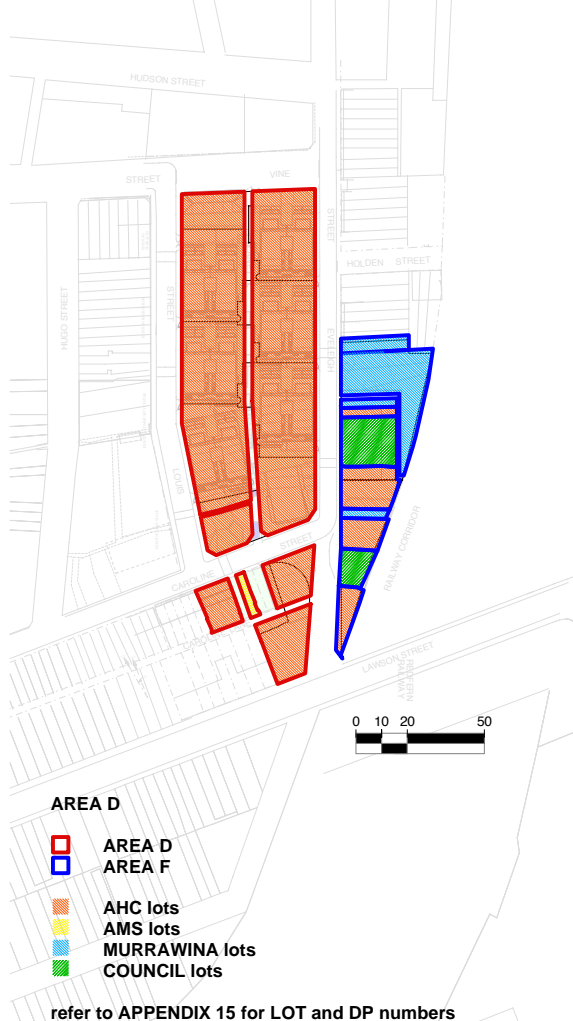 HUDSON STREET
VINE
STREET
STREET
HOLDEN STREET
HUGO STREET
STREET
EVELEIGH
LOUIS
STREET
CAROLINE
RAILWAY CORRIDOR
LAWSON STREET
REDFERN
RAILWAY
0 10 20 50
AREA D
AREA D
AREA F
AHC lots
AMS lots
MURRAWINA lots
COUNCIL lots
refer to APPENDIX 15 for LOT and DP numbers